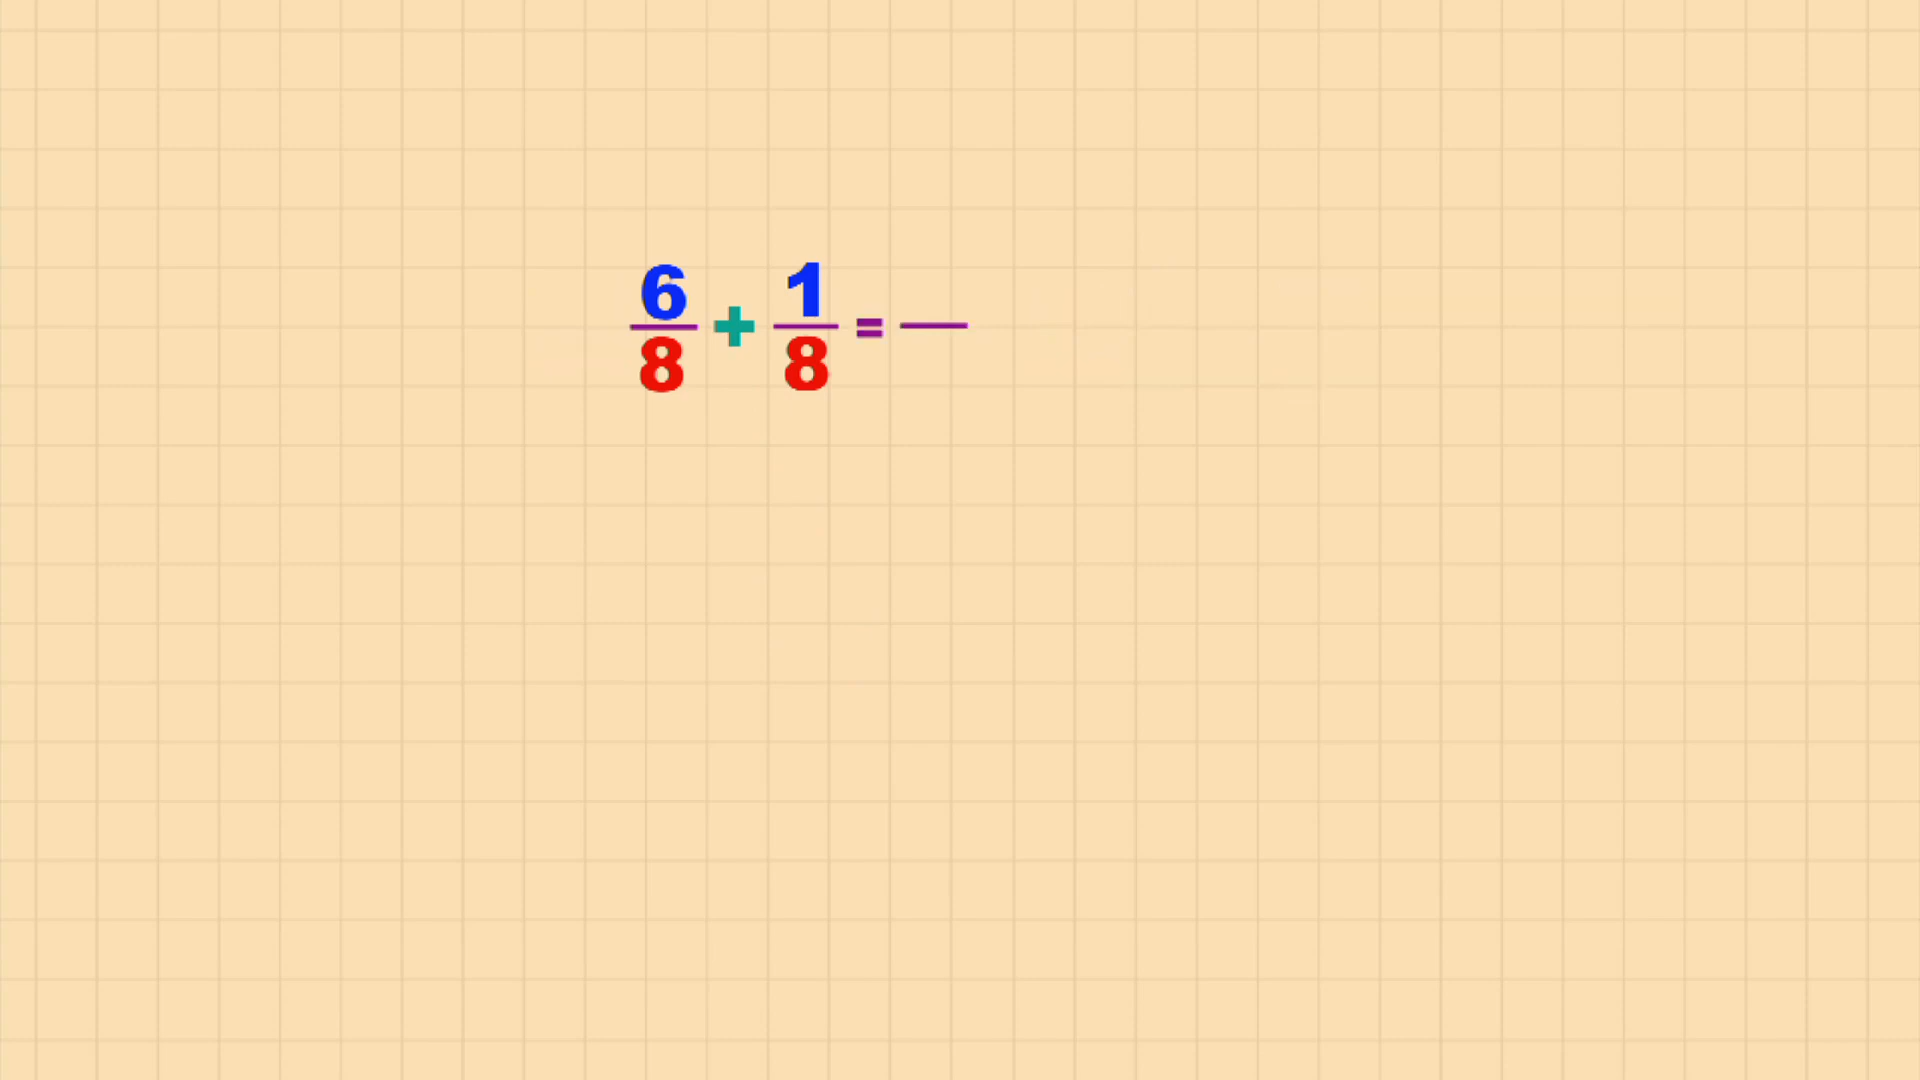 6/8 + 1/8 = —